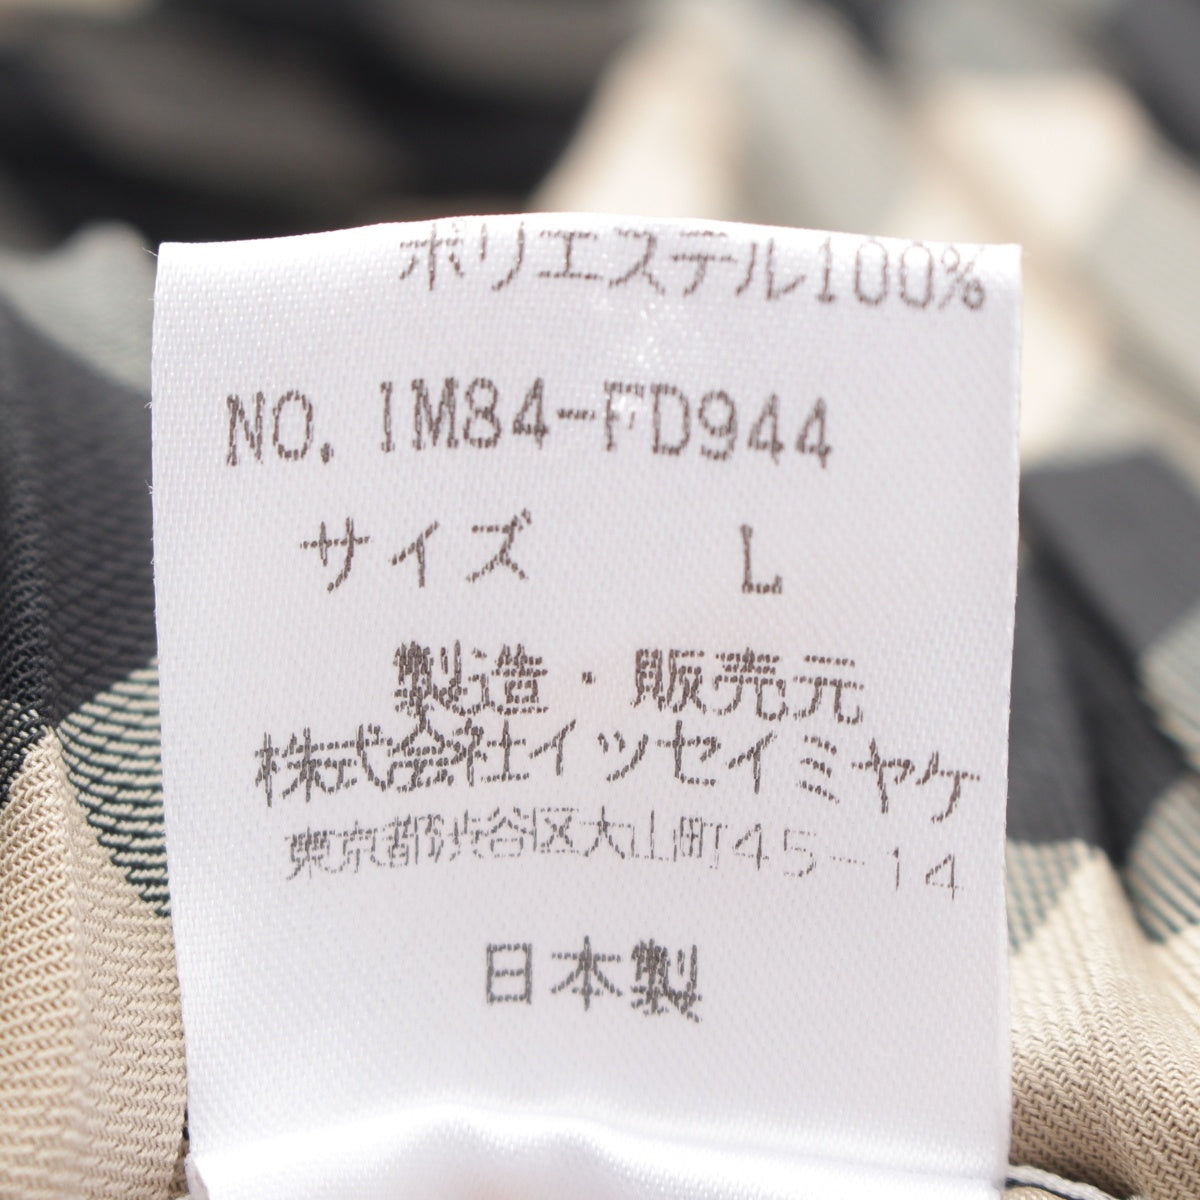 ポリエステル100%
NO. IM84-FD944
サイズ L
製造・販売元
株式会社イッセイミヤケ
東京都渋谷区大山町45-14
日本製